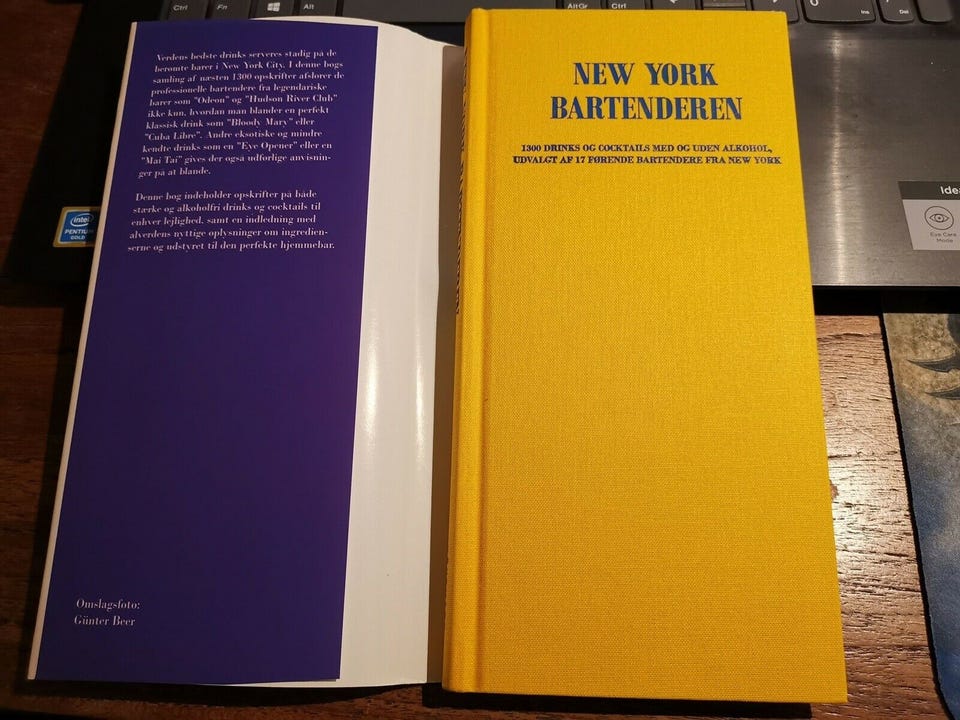 Ctrl
Fn
Alt
AltGr
Ctrl
Ins
Del
Verdens bedste drinks serveres stadig på de
berømte barer i New York City. I denne bogs
samling af næsten 1300 opskrifter afslører de
professionelle bartendere fra legendariske
barer som "Odeon" og "Hudson River Club"
ikke kun, hvordan man blander en perfekt
klassisk drink som "Bloody Mary" eller
"Cuba Libre". Andre eksotiske og mindre
kendte drinks som en "Eye Opener" eller en
"Mai Tai" gives der også udførlige anvisnin-
ger på at blande.
Denne bog indeholder opskrifter på både
stærke og alkoholfri drinks og cocktails til
enhver lejlighed, samt en indledning med
alverdens nyttige oplysninger om ingredien-
serne og udstyret til den perfekte hjemmebar.
Omslagsfoto:
Günter Beer
intel
PENTIUM
GOLD
NEW YORK
BARTENDEREN
1300 DRINKS OG COCKTAILS MED OG UDEN ALKOHOL,
UDVALGT AF 17 FØRENDE BARTENDERE FRA NEW YORK
Idea
Eye Care
Mode